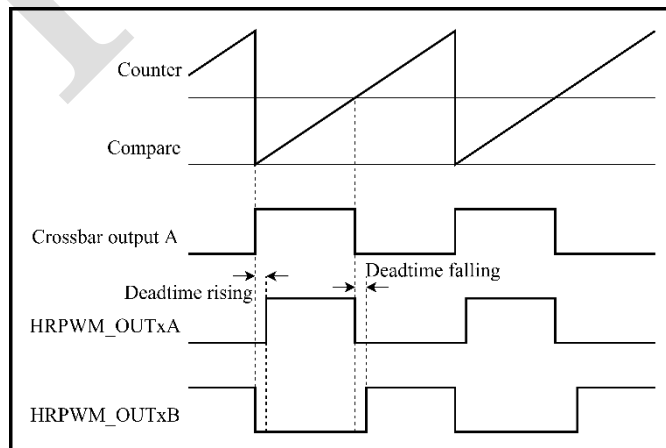 Counter
Compare
Crossbar output A
Deadtime falling
Deadtime rising
HRPWM_OUTxA
HRPWM_OUTxB